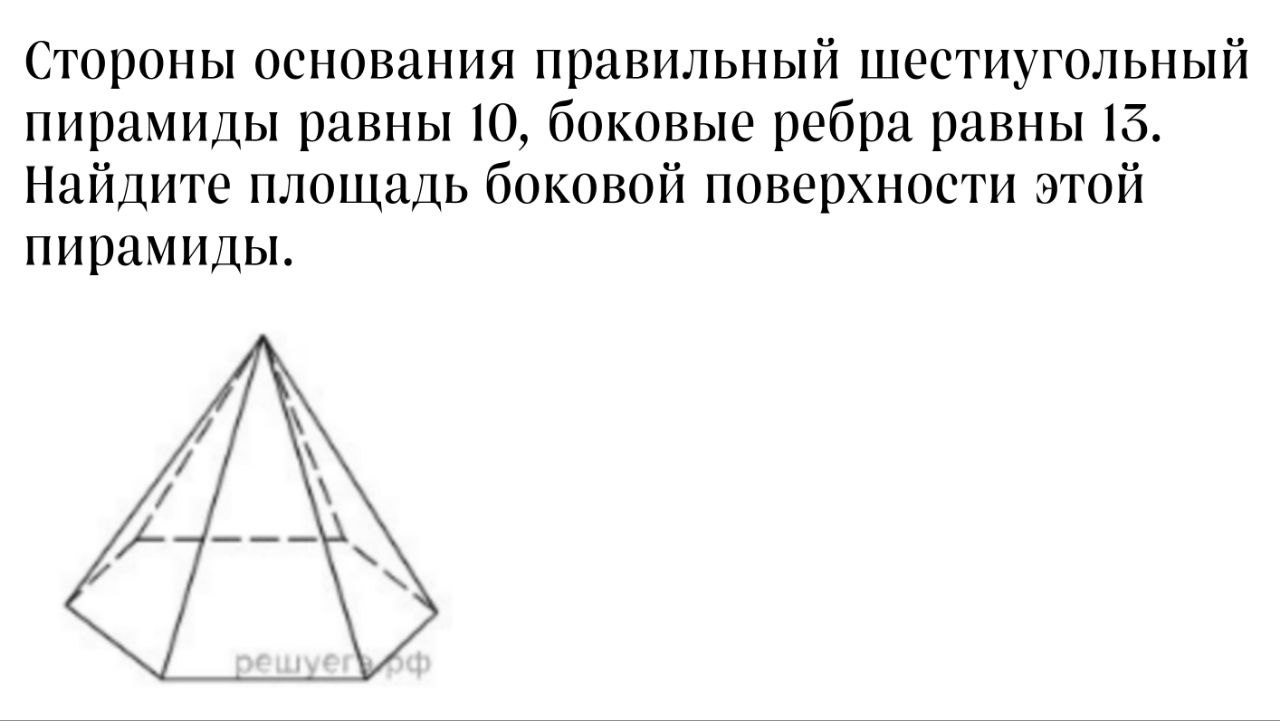 Стороны основания правильный шестиугольный
пирамиды равны 10, боковые ребра равны 13.
Найдите площадь боковой поверхности этой
пирамиды.
решуегэ.рф